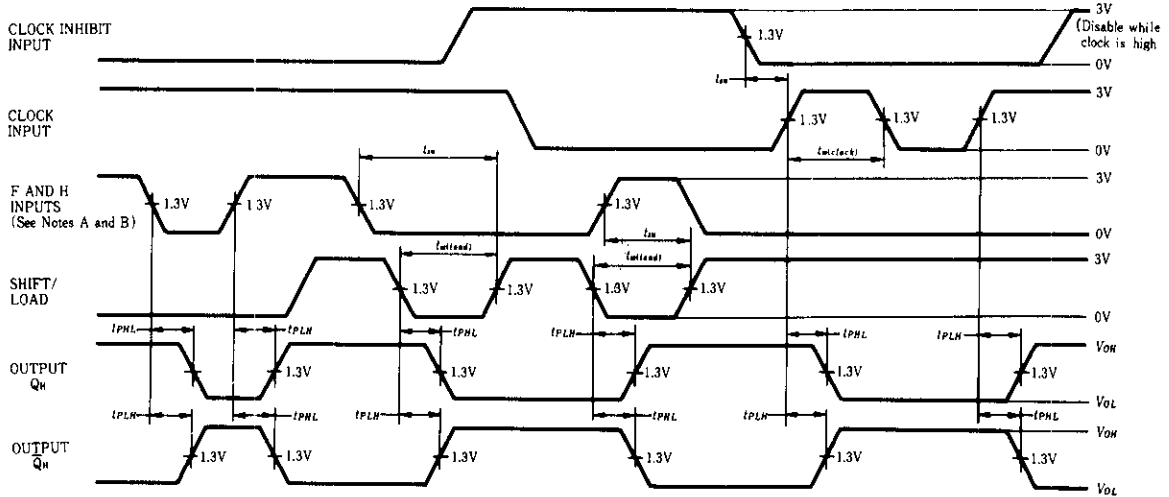 CLOCK INHIBIT
INPUT
1.3V
3V
(Disable while
clock is high
0V
tsu
CLOCK
INPUT
1.3V
1.3V
1.3V
3V
0V
tw(clock)
tsu
F AND H
INPUTS
(See Notes A and B)
1.3V
1.3V
1.3V
1.3V
3V
0V
tsu
tw(load)
tw(load)
SHIFT/
LOAD
1.3V
1.3V
1.3V
1.3V
3V
0V
tPHL
tPLH
tPHL
tPLH
tPHL
tPLH
OUTPUT
QH
1.3V
1.3V
1.3V
1.3V
1.3V
1.3V
VOH
VOL
tPLH
tPHL
tPLH
tPHL
tPLH
tPHL
OUTPUT
Q̅H
1.3V
1.3V
1.3V
1.3V
1.3V
1.3V
VOH
VOL